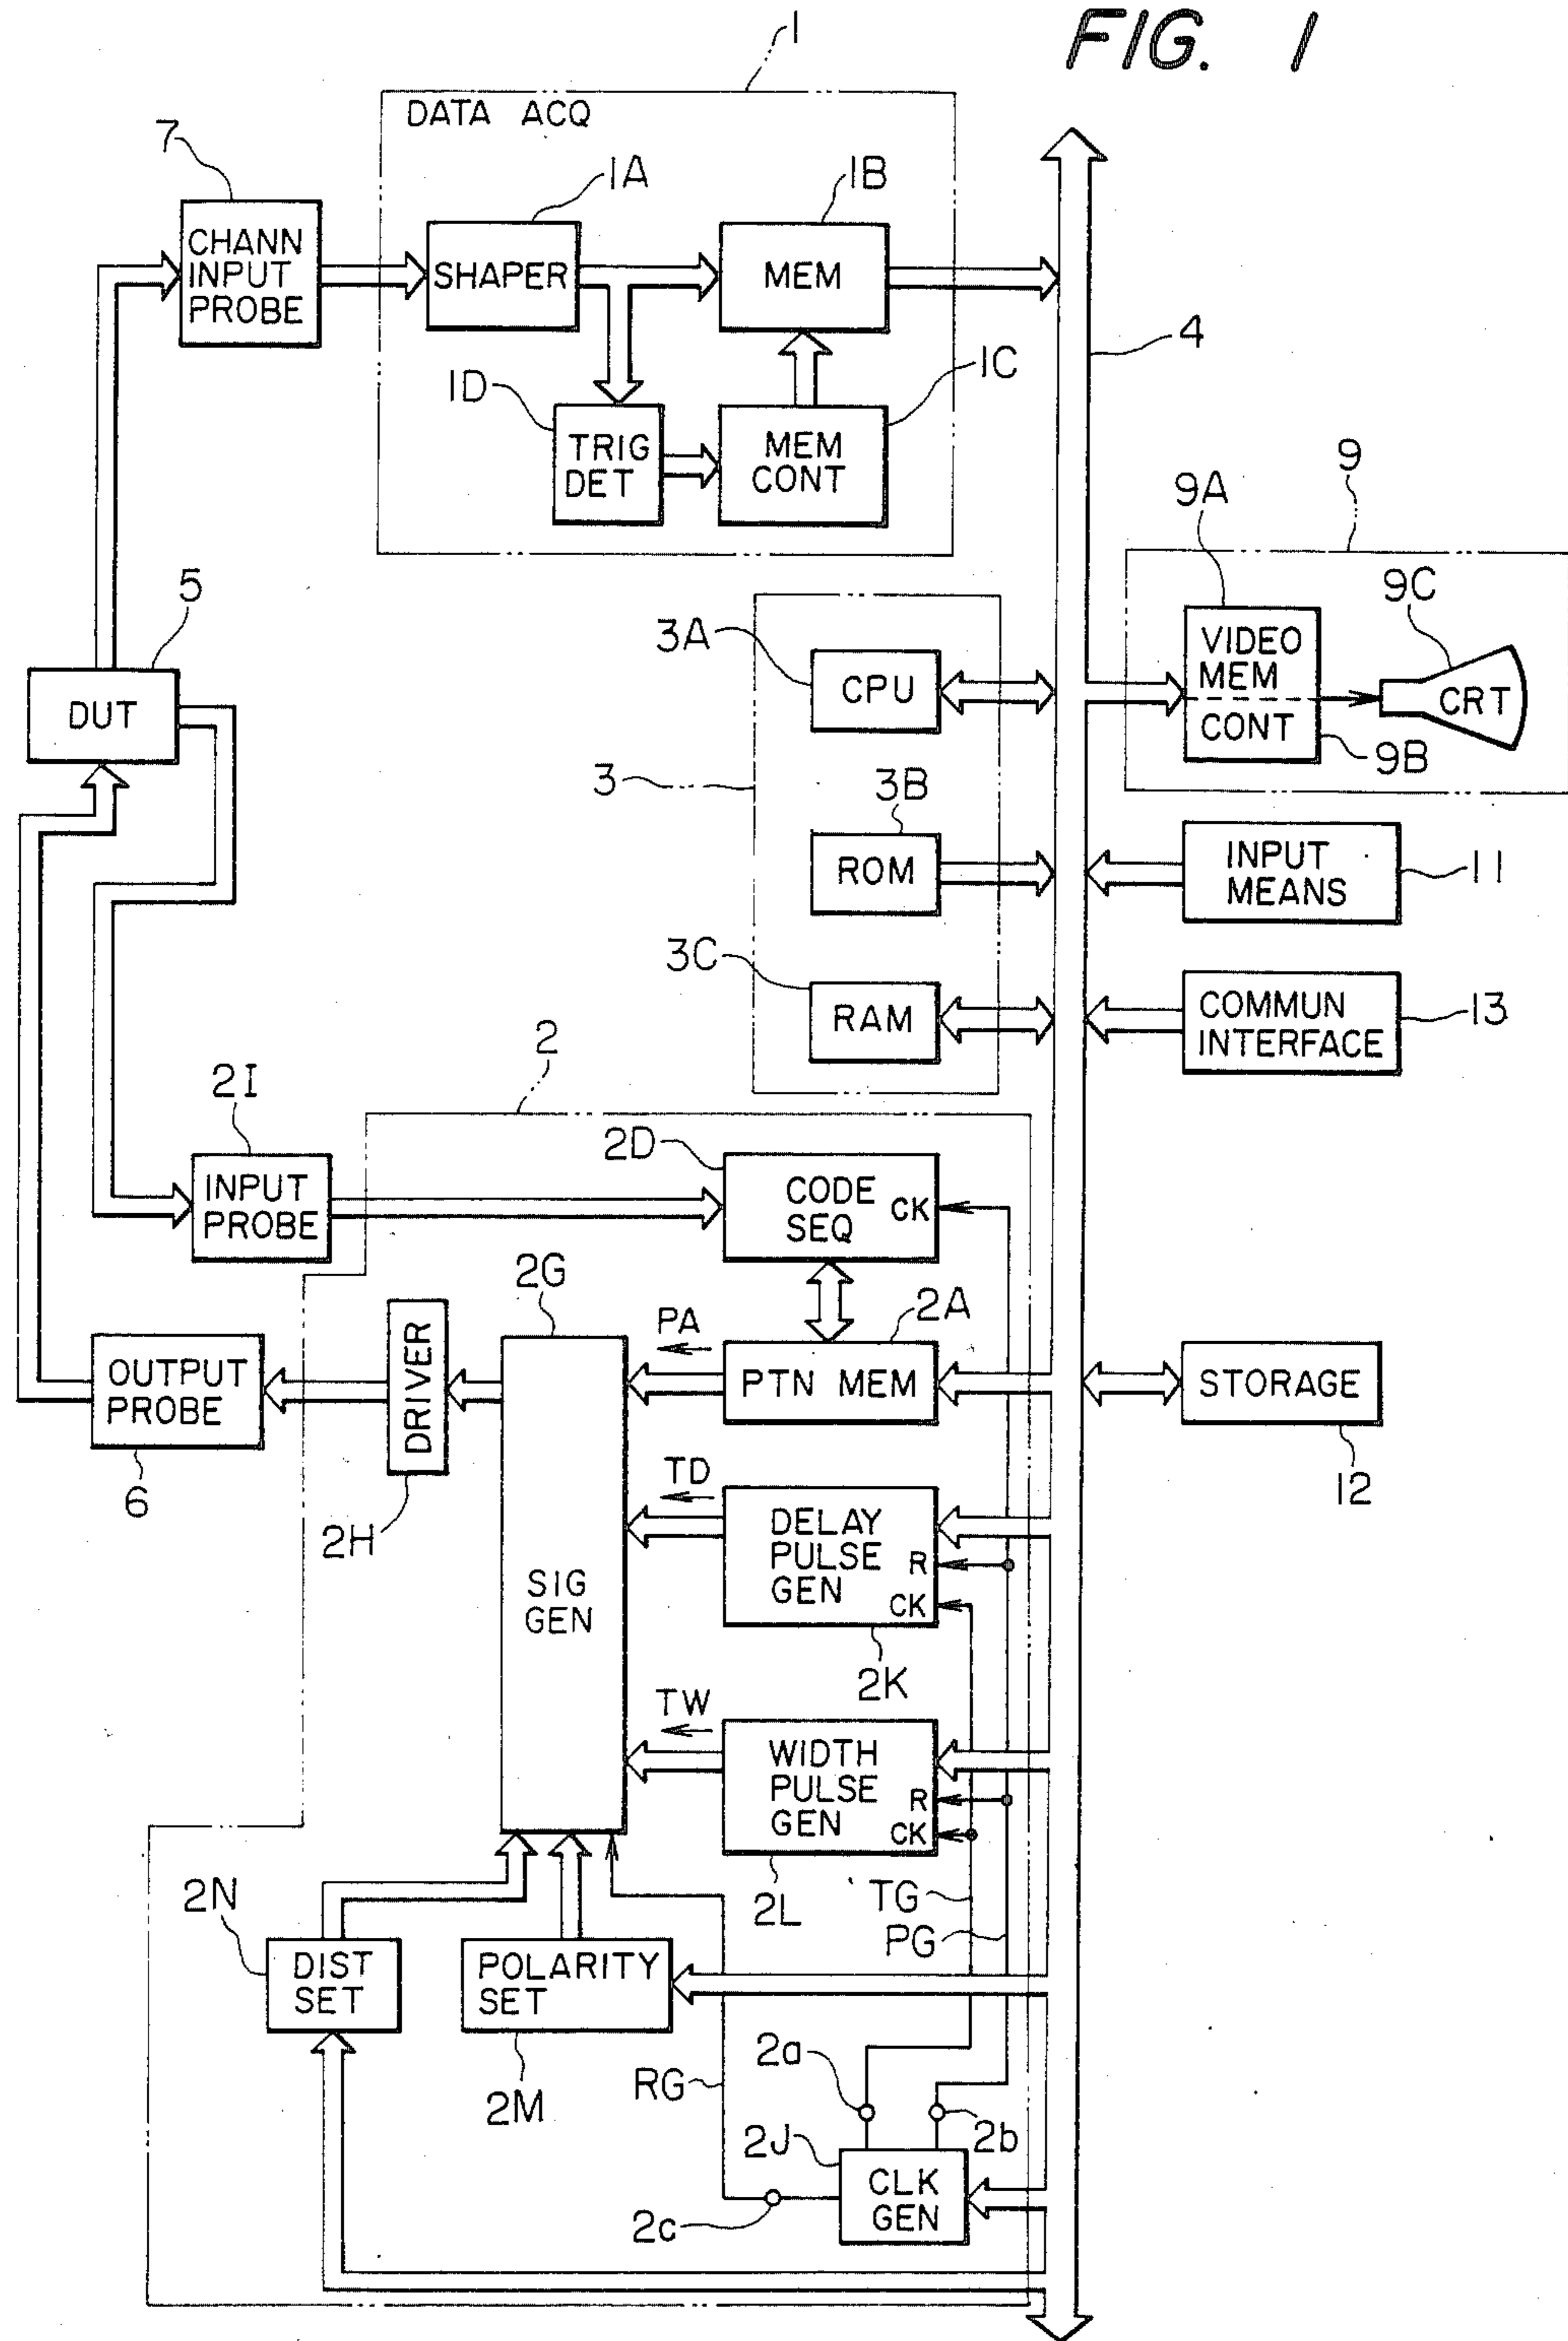 FIG. 1
1
DATA ACQ
7
1A
1B
CHANN
INPUT
PROBE
SHAPER
MEM
4
1D
1C
TRIG
DET
MEM
CONT
9
9A
9C
5
3A
VIDEO
MEM
CONT
CRT
DUT
CPU
9B
3
3B
ROM
INPUT
MEANS
11
3C
RAM
COMMUN
INTERFACE
13
2
2I
2D
INPUT
PROBE
CODE
SEQ
CK
2G
2A
PA
OUTPUT
PROBE
DRIVER
PTN MEM
STORAGE
6
2H
TD
12
DELAY
PULSE
GEN
R
CK
SIG
GEN
2K
TW
WIDTH
PULSE
GEN
R
CK
2N
2L
TG
PG
DIST
SET
POLARITY
SET
2M
RG
2a
2b
2J
CLK
GEN
2c